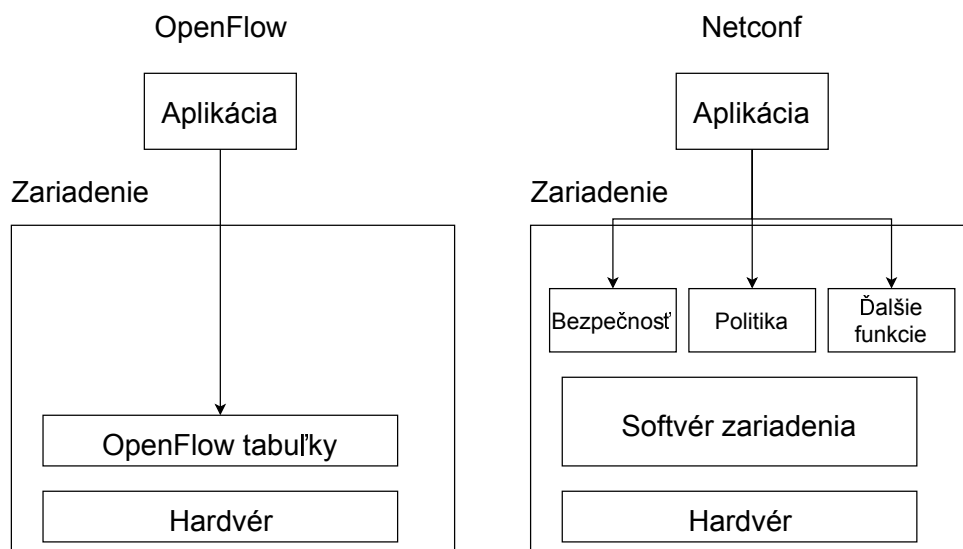 OpenFlow
Aplikácia
Zariadenie
OpenFlow tabuľky
Hardvér
Netconf
Aplikácia
Zariadenie
Bezpečnosť
Politika
Ďalšie
funkcie
Softvér zariadenia
Hardvér